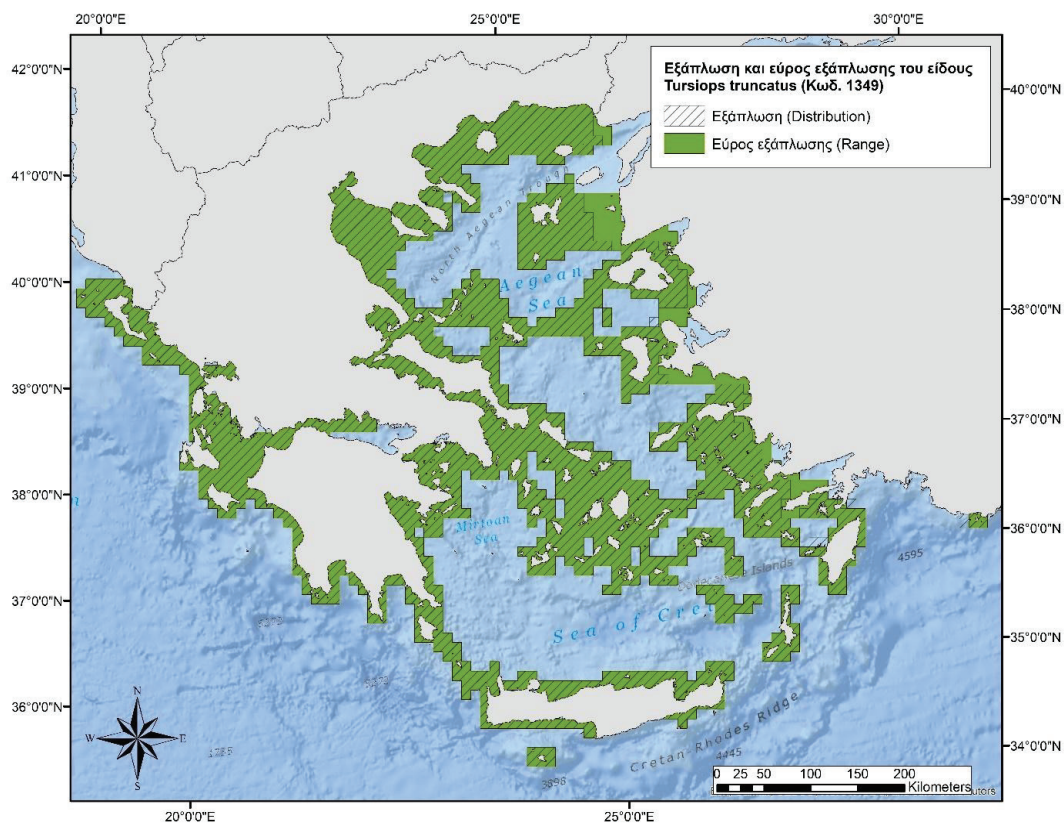 20°0'0"E 25°0'0"E 30°0'0"E
42°0'0"N
41°0'0"N
40°0'0"N
39°0'0"N
38°0'0"N
37°0'0"N
36°0'0"N
40°0'0"N
39°0'0"N
38°0'0"N
37°0'0"N
36°0'0"N
35°0'0"N
34°0'0"N
Εξάπλωση και εύρος εξάπλωσης του είδους
Tursiops truncatus (Κωδ. 1349)
Εξάπλωση (Distribution)
Εύρος εξάπλωσης (Range)
North Aegean Trough
Aegean
Sea
Mirtoan
Sea
Islands
4595
Sea of Cret
Cretan-Rhodes Ridge
4445
3898
N
W E
S
0 25 50 100 150 200
Kilometers
utors
20°0'0"E 25°0'0"E